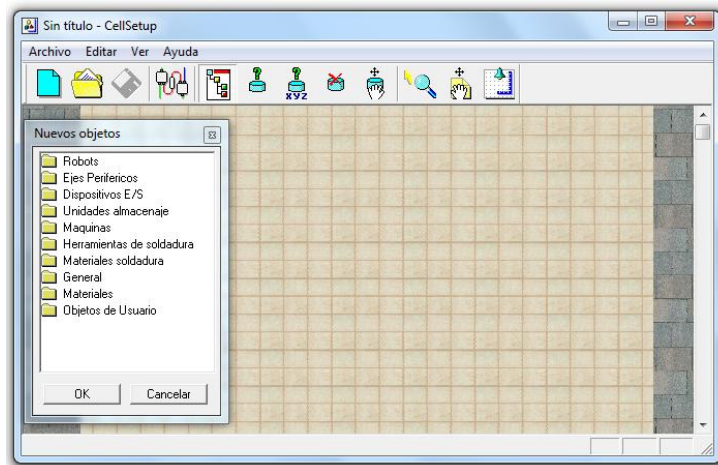 Sin título - CellSetup
Archivo Editar Ver Ayuda
? ?
xyz
Nuevos objetos
Robots
Ejes Perifericos
Dispositivos E/S
Unidades almacenaje
Maquinas
Herramientas de soldadura
Materiales soldadura
General
Materiales
Objetos de Usuario
OK Cancelar